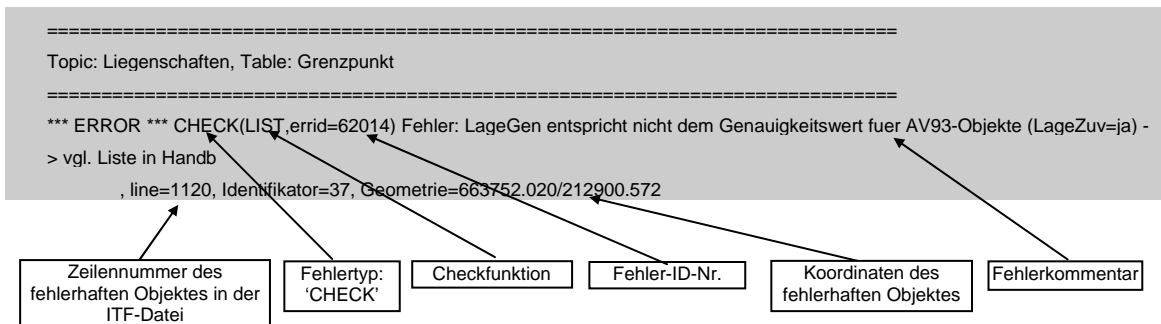 ==============================================================================
Topic: Liegenschaften, Table: Grenzpunkt
==============================================================================
*** ERROR *** CHECK(LIST,errid=62014) Fehler: LageGen entspricht nicht dem Genauigkeitswert fuer AV93-Objekte (LageZuv=ja) -
> vgl. Liste in Handb
, line=1120, Identifikator=37, Geometrie=663752.020/212900.572
Zeilennummer des
fehlerhaften Objektes in der
ITF-Datei
Fehlertyp:
'CHECK'
Checkfunktion
Fehler-ID-Nr.
Koordinaten des
fehlerhaften Objektes
Fehlerkommentar